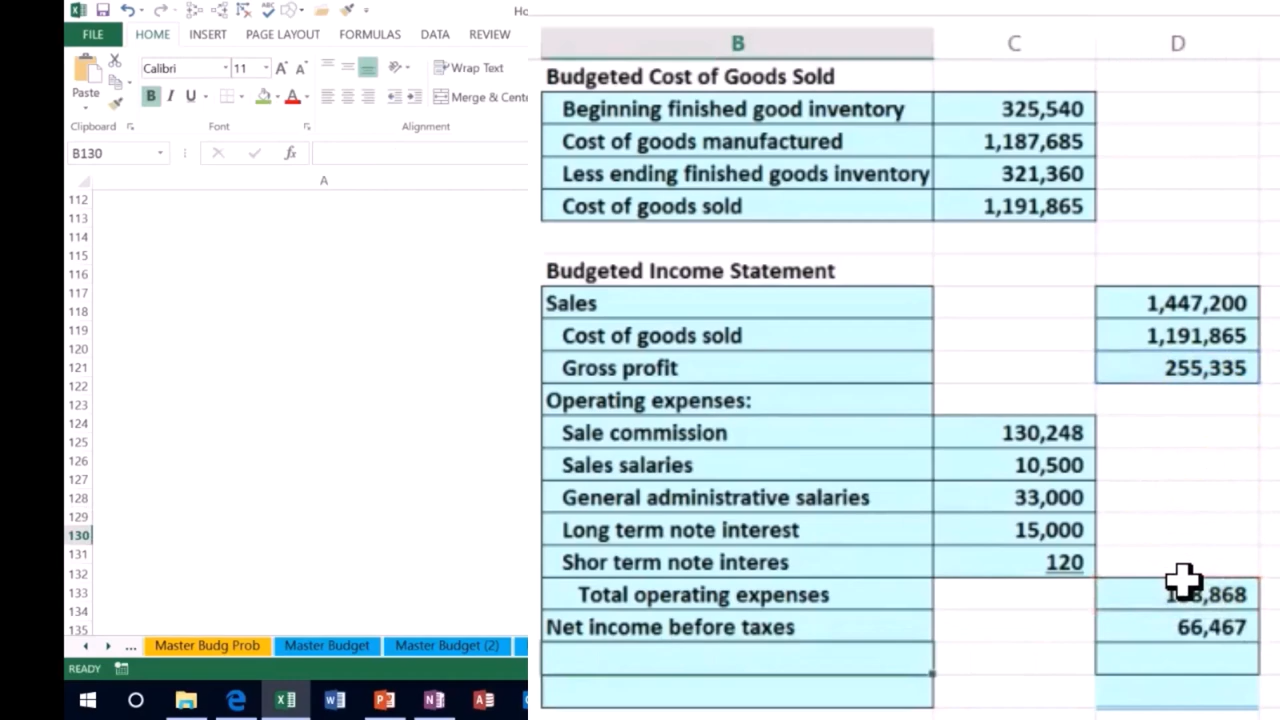 Ho
FILE HOME INSERT PAGE LAYOUT FORMULAS DATA REVIEW
Calibri 11 Wrap Text
Paste B I U A Merge & Cente
Clipboard Font Alignment
B130 fx
A
112
113
114
115
116
117
118
119
120
121
122
123
124
125
126
127
128
129
130
131
132
133
134
135
... Master Budg Prob Master Budget Master Budget (2)
READY
B C D
Budgeted Cost of Goods Sold
Beginning finished good inventory 325,540
Cost of goods manufactured 1,187,685
Less ending finished goods inventory 321,360
Cost of goods sold 1,191,865
Budgeted Income Statement
Sales 1,447,200
Cost of goods sold 1,191,865
Gross profit 255,335
Operating expenses:
Sale commission 130,248
Sales salaries 10,500
General administrative salaries 33,000
Long term note interest 15,000
Shor term note interes 120
Total operating expenses
Net income before taxes 66,467